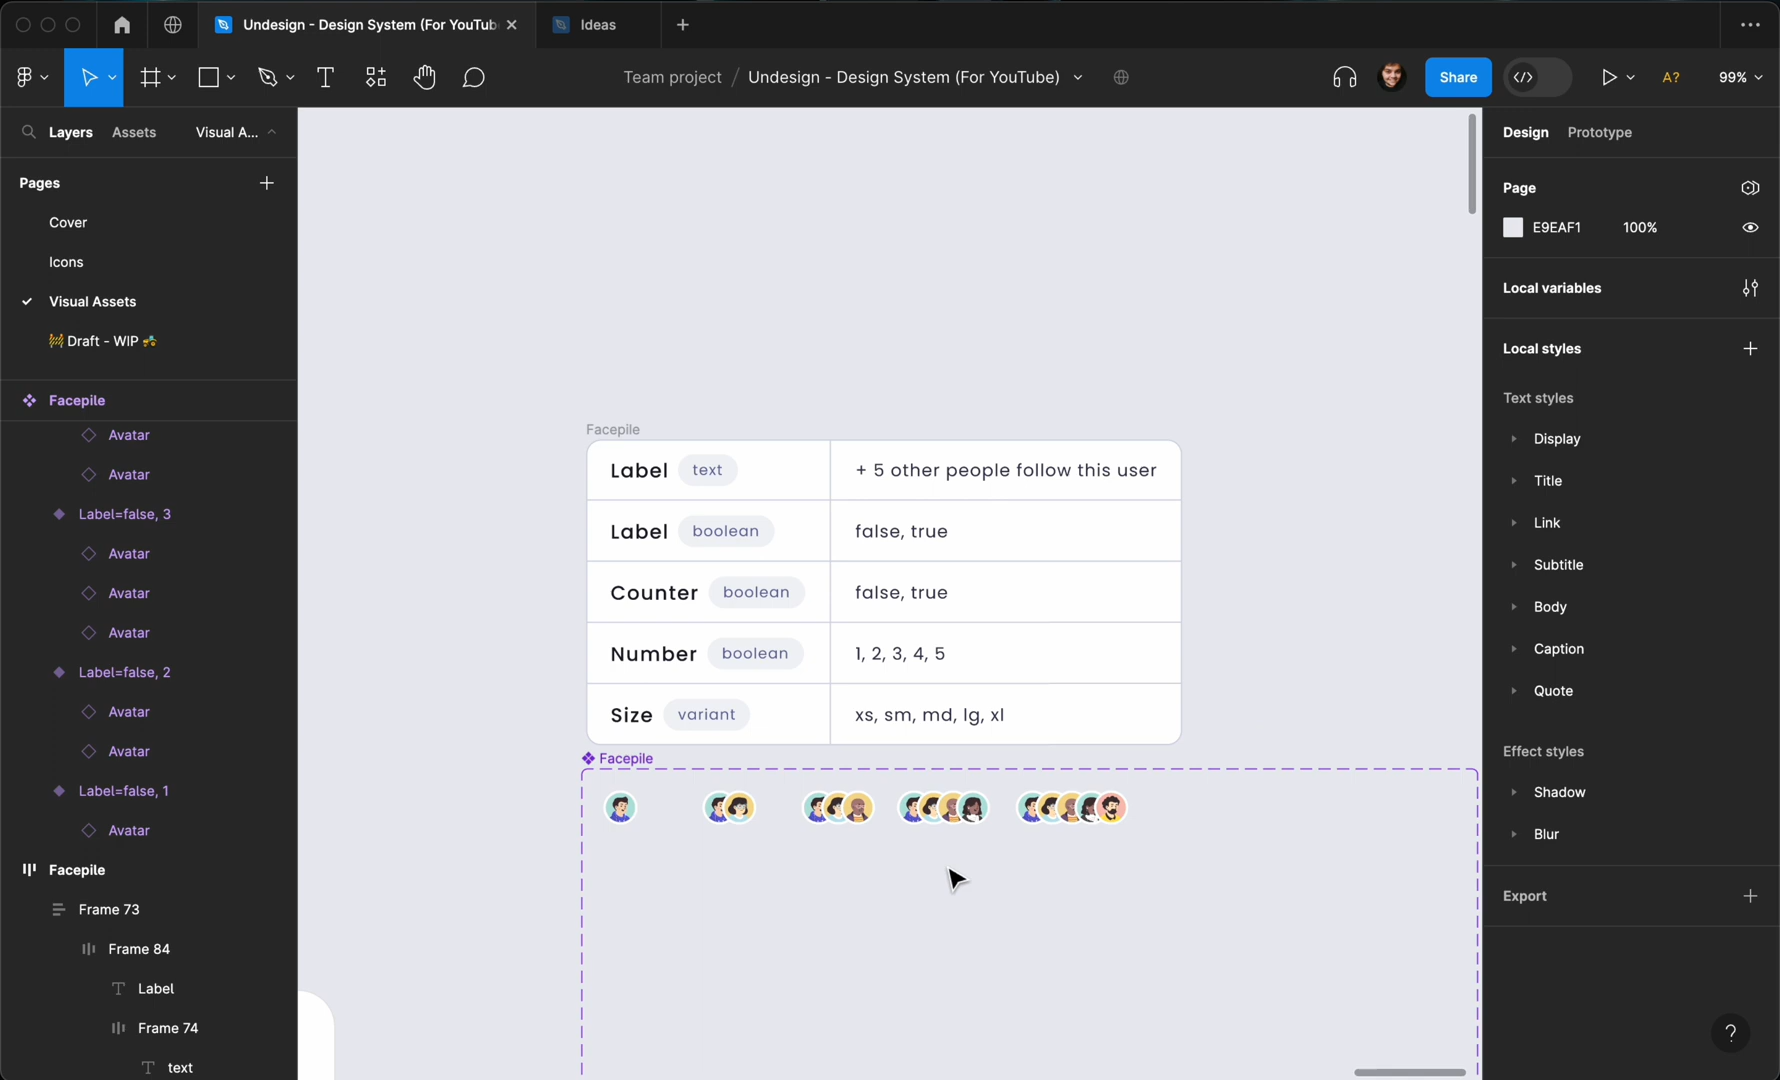 Undesign - Design System (For YouTub
Ideas
Team project / Undesign - Design System (For YouTube)
Share
A?
99%
Layers
Assets
Visual A...
Pages
Cover
Icons
Visual Assets
🚧 Draft - WIP 🚜
Facepile
Avatar
Avatar
Label=false, 3
Avatar
Avatar
Avatar
Label=false, 2
Avatar
Avatar
Label=false, 1
Avatar
Facepile
Frame 73
Frame 84
Label
Frame 74
text
Facepile
Label text + 5 other people follow this user
Label boolean false, true
Counter boolean false, true
Number boolean 1, 2, 3, 4, 5
Size variant xs, sm, md, lg, xl
Facepile
Design
Prototype
Page
E9EAF1 100%
Local variables
Local styles
Text styles
Display
Title
Link
Subtitle
Body
Caption
Quote
Effect styles
Shadow
Blur
Export
?